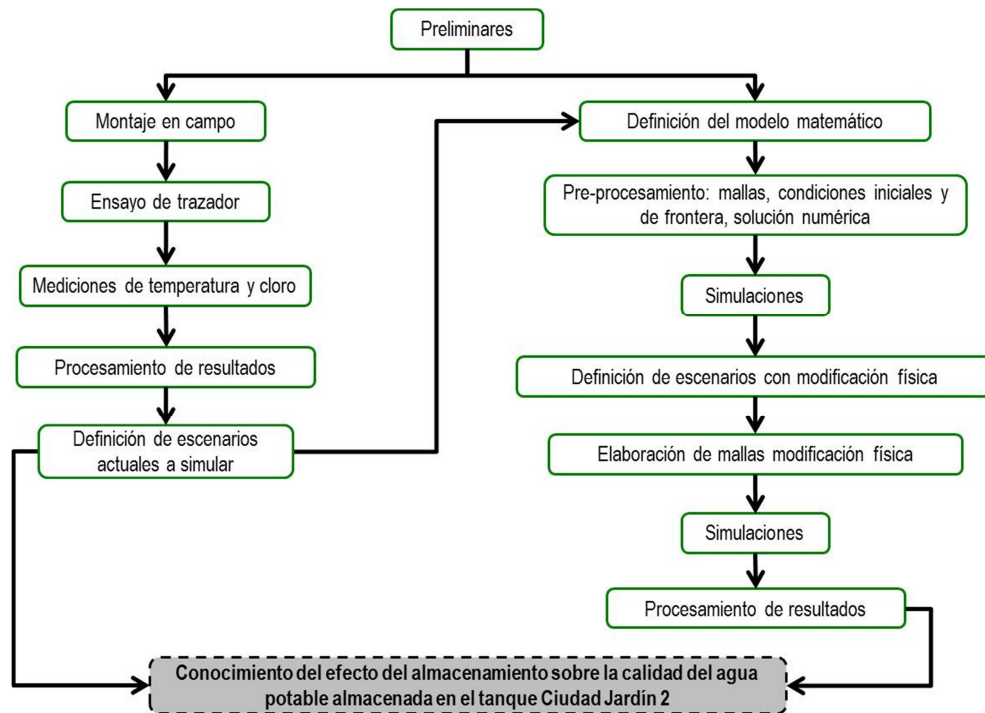 Preliminares
Montaje en campo
Ensayo de trazador
Mediciones de temperatura y cloro
Procesamiento de resultados
Definición de escenarios
actuales a simular
Definición del modelo matemático
Pre-procesamiento: mallas, condiciones iniciales y
de frontera, solución numérica
Simulaciones
Definición de escenarios con modificación física
Elaboración de mallas modificación física
Simulaciones
Procesamiento de resultados
Conocimiento del efecto del almacenamiento sobre la calidad del agua
potable almacenada en el tanque Ciudad Jardín 2